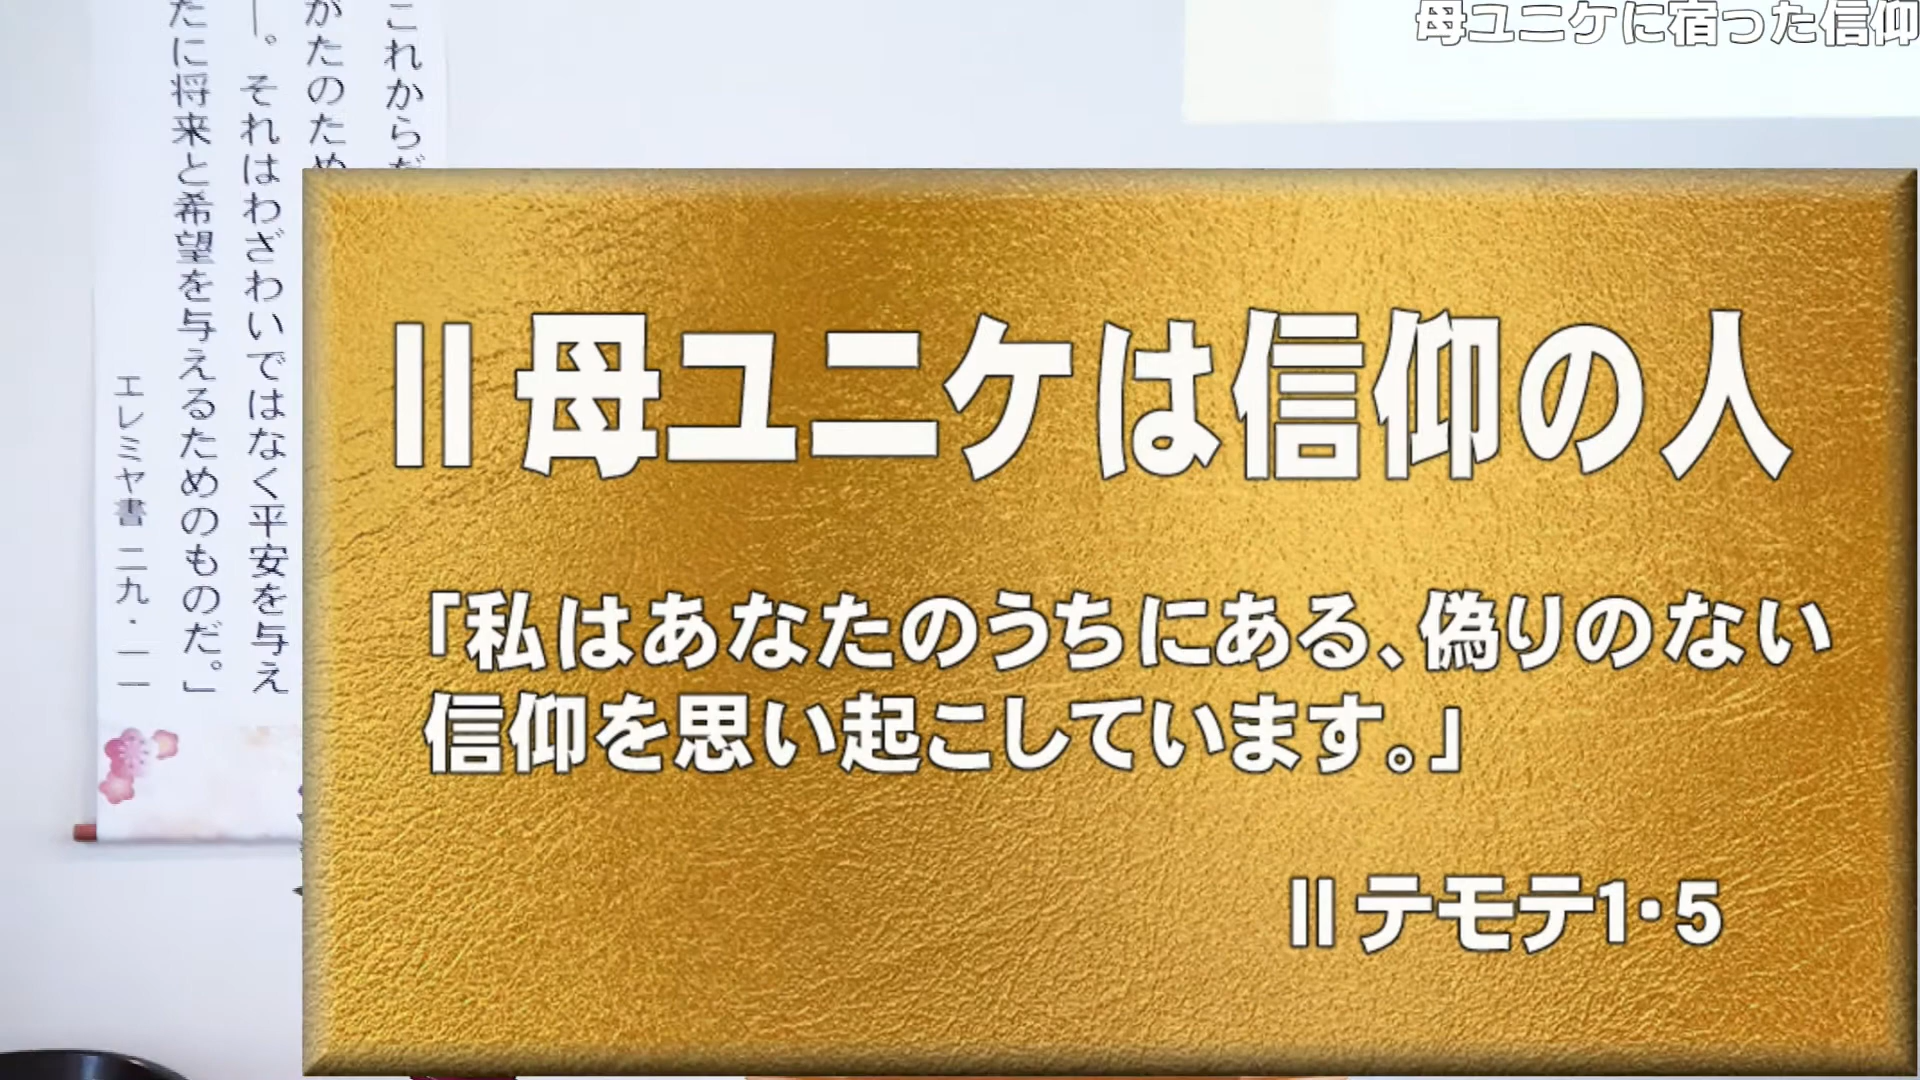 母ユニケに宿った信仰
これからだ
がたのため
―。それはわざわいではなく平安を与え
たに将来と希望を与えるためのものだ。」
エレミヤ書 二九・一一
Ⅱ 母ユニケは信仰の人
「私はあなたのうちにある、偽りのない
信仰を思い起こしています。」
Ⅱ テモテ1・5